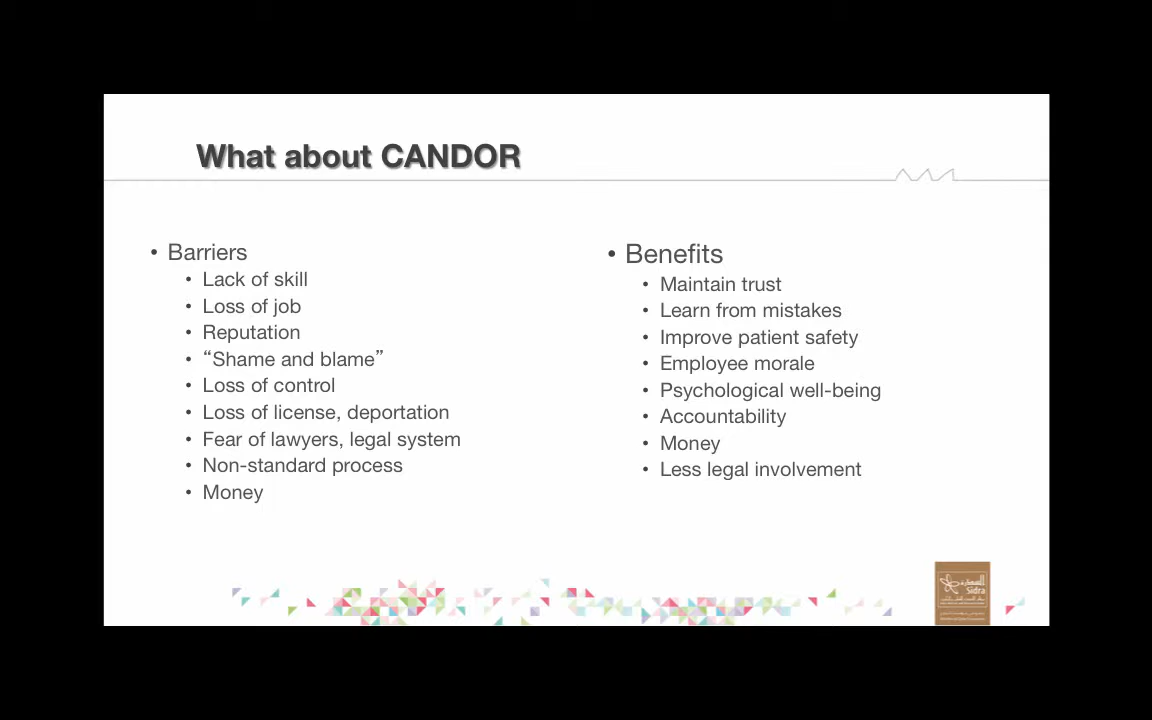 What about CANDOR
• Barriers
• Lack of skill
• Loss of job
• Reputation
• “Shame and blame”
• Loss of control
• Loss of license, deportation
• Fear of lawyers, legal system
• Non-standard process
• Money
• Benefits
• Maintain trust
• Learn from mistakes
• Improve patient safety
• Employee morale
• Psychological well-being
• Accountability
• Money
• Less legal involvement
السدرة
Sidra